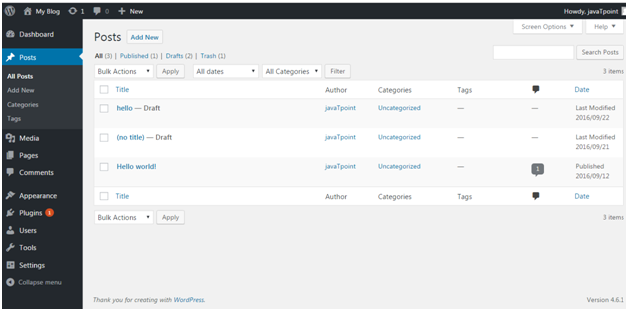 My Blog 1 0 New Howdy, javaTpoint
Screen Options Help
Dashboard
Posts
All Posts
Add New
Categories
Tags
Media
Pages
Comments
Appearance
Plugins 1
Users
Tools
Settings
Collapse menu
Posts Add New
All (3) | Published (1) | Drafts (2) | Trash (1)
Search Posts
Bulk Actions Apply All dates All Categories Filter 3 items
Title Author Categories Tags Date
hello — Draft javaTpoint Uncategorized — — Last Modified
2016/09/22
(no title) — Draft javaTpoint Uncategorized — — Last Modified
2016/09/21
Hello world! javaTpoint Uncategorized — 1 Published
2016/09/12
Title Author Categories Tags Date
Bulk Actions Apply 3 items
Thank you for creating with WordPress. Version 4.6.1